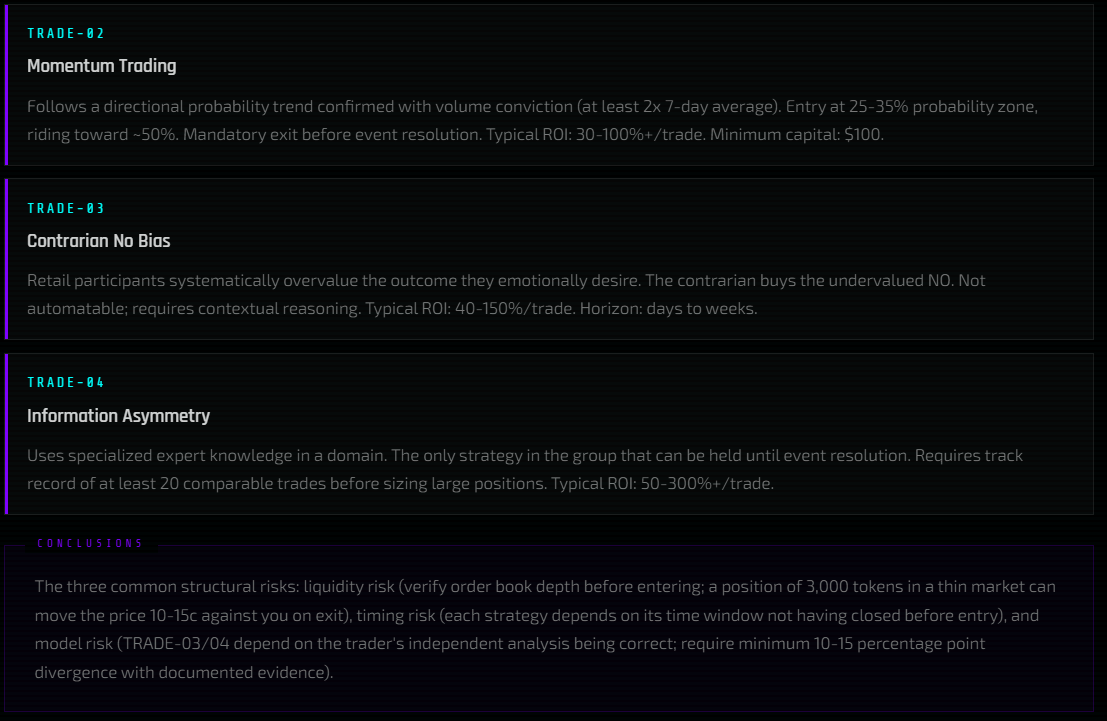 TRADE-02
Momentum Trading
Follows a directional probability trend confirmed with volume conviction (at least 2x 7-day average). Entry at 25-35% probability zone,
riding toward ~50%. Mandatory exit before event resolution. Typical ROI: 30-100%+/trade. Minimum capital: $100.
TRADE-03
Contrarian No Bias
Retail participants systematically overvalue the outcome they emotionally desire. The contrarian buys the undervalued NO. Not
automatable; requires contextual reasoning. Typical ROI: 40-150%/trade. Horizon: days to weeks.
TRADE-04
Information Asymmetry
Uses specialized expert knowledge in a domain. The only strategy in the group that can be held until event resolution. Requires track
record of at least 20 comparable trades before sizing large positions. Typical ROI: 50-300%+/trade.
CONCLUSIONS
The three common structural risks: liquidity risk (verify order book depth before entering; a position of 3,000 tokens in a thin market can
move the price 10-15c against you on exit), timing risk (each strategy depends on its time window not having closed before entry), and
model risk (TRADE-03/04 depend on the trader's independent analysis being correct; require minimum 10-15 percentage point
divergence with documented evidence).